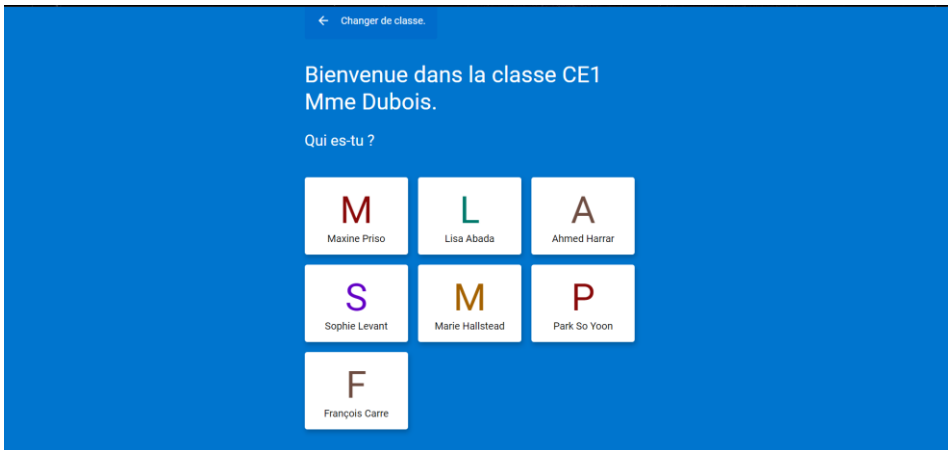 ← Changer de classe.
Bienvenue dans la classe CE1
Mme Dubois.
Qui es-tu ?
M
Maxine Priso
L
Lisa Abada
A
Ahmed Harrar
S
Sophie Levant
M
Marie Hallstead
P
Park So Yoon
F
François Carre